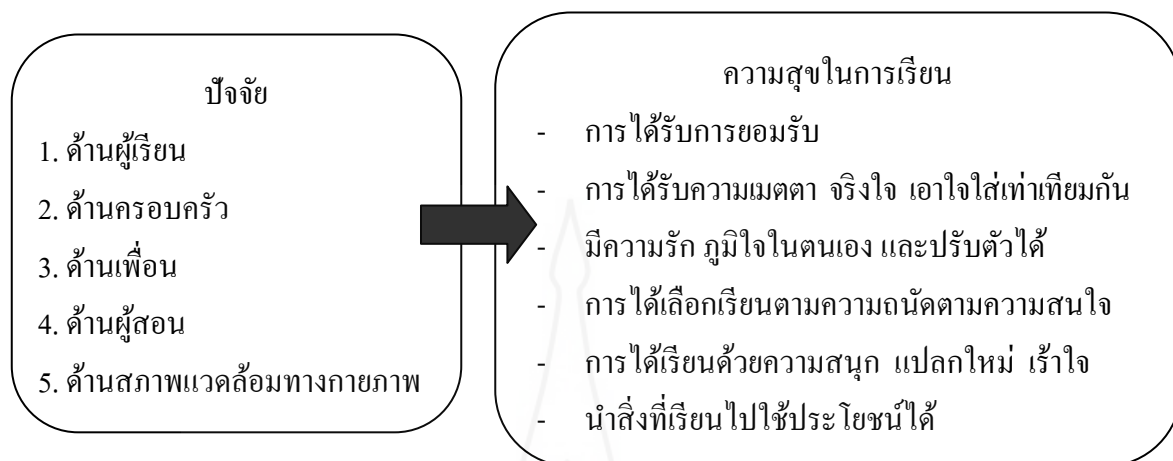 ปัจจัย
1. ด้านผู้เรียน
2. ด้านครอบครัว
3. ด้านเพื่อน
4. ด้านผู้สอน
5. ด้านสภาพแวดล้อมทางกายภาพ
ความสุขในการเรียน
- การได้รับการยอมรับ
- การได้รับความเมตตา จริงใจ เอาใจใส่เท่าเทียมกัน
- มีความรัก ภูมิใจในตนเอง และปรับตัวได้
- การได้เลือกเรียนตามความถนัดตามความสนใจ
- การได้เรียนด้วยความสนุก แปลกใหม่ เร้าใจ
- นำสิ่งที่เรียนไปใช้ประโยชน์ได้